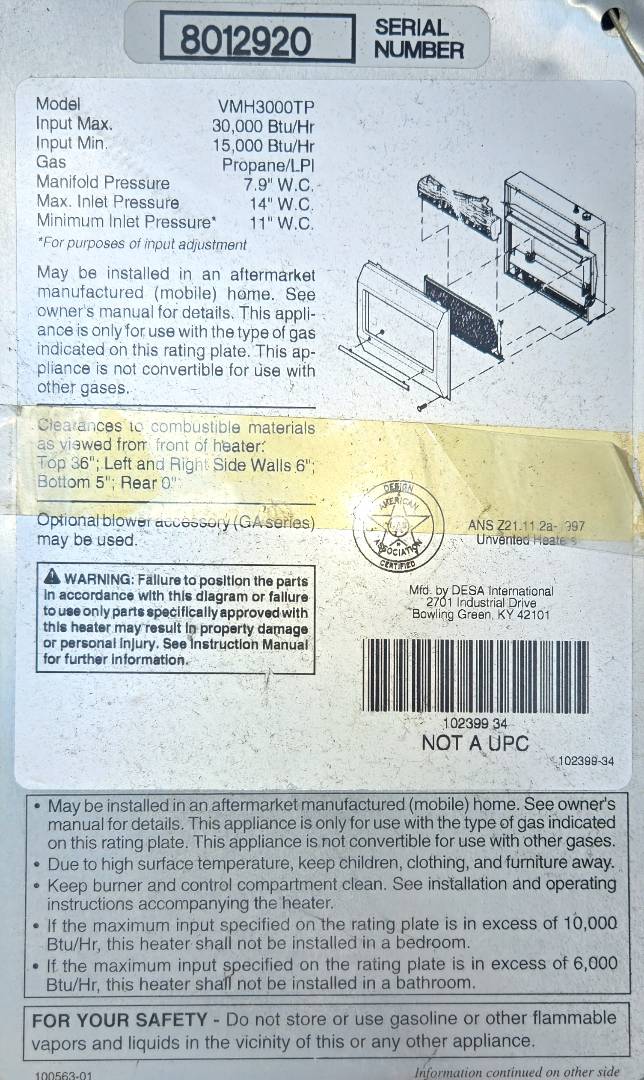 8012920
SERIAL
NUMBER
Model VMH3000TP
Input Max. 30,000 Btu/Hr
Input Min. 15,000 Btu/Hr
Gas Propane/LPI
Manifold Pressure 7.9" W.C.
Max. Inlet Pressure 14" W.C.
Minimum Inlet Pressure* 11" W.C.
*For purposes of input adjustment
May be installed in an aftermarket
manufactured (mobile) home. See
owner's manual for details. This appli-
ance is only for use with the type of gas
indicated on this rating plate. This ap-
pliance is not convertible for use with
other gases.
Clearances to combustible materials
as viewed from front of heater:
Top 36"; Left and Right Side Walls 6";
Bottom 5"; Rear 0"
Optional blower accessory (GA series)
may be used.
WARNING: Failure to position the parts
in accordance with this diagram or failure
to use only parts specifically approved with
this heater may result in property damage
or personal injury. See Instruction Manual
for further information.
DESIGN
AMERICAN
ASSOCIATION
CERTIFIED
ANS Z21.11.2a- 997
Unvented Heate s
Mfd. by DESA International
2701 Industrial Drive
Bowling Green, KY 42101
102399 34
NOT A UPC
102399-34
• May be installed in an aftermarket manufactured (mobile) home. See owner's
manual for details. This appliance is only for use with the type of gas indicated
on this rating plate. This appliance is not convertible for use with other gases.
• Due to high surface temperature, keep children, clothing, and furniture away.
• Keep burner and control compartment clean. See installation and operating
instructions accompanying the heater.
• If the maximum input specified on the rating plate is in excess of 10,000
Btu/Hr, this heater shall not be installed in a bedroom.
• If the maximum input specified on the rating plate is in excess of 6,000
Btu/Hr, this heater shall not be installed in a bathroom.
FOR YOUR SAFETY - Do not store or use gasoline or other flammable
vapors and liquids in the vicinity of this or any other appliance.
100563-01
Information continued on other side